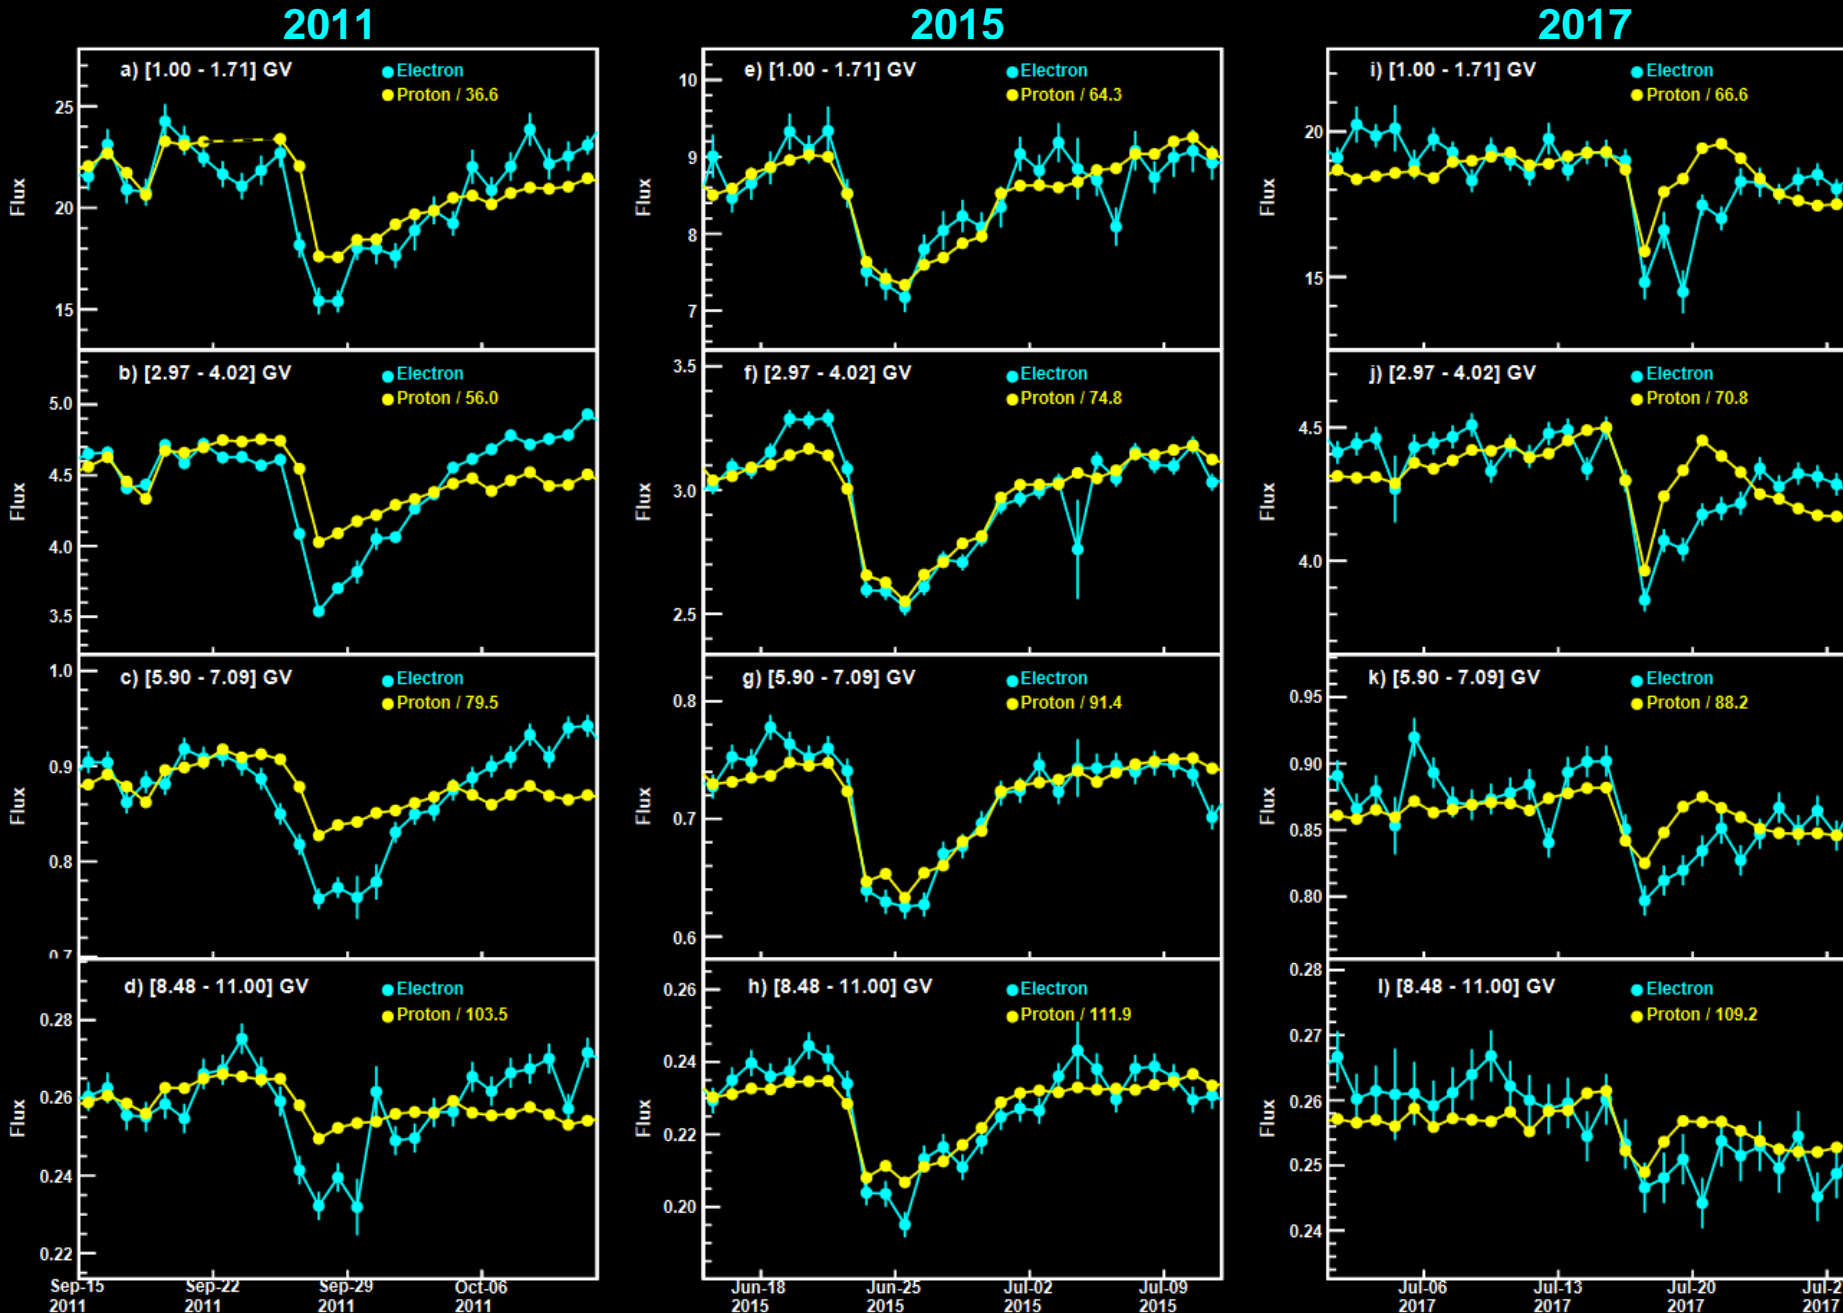 2011
2015
2017
a) [1.00 - 1.71] GV
Electron
Proton / 36.6
25
20
15
Flux
b) [2.97 - 4.02] GV
Electron
Proton / 56.0
5.0
4.5
4.0
3.5
Flux
c) [5.90 - 7.09] GV
Electron
Proton / 79.5
1.0
0.9
0.8
0.7
Flux
d) [8.48 - 11.00] GV
Electron
Proton / 103.5
0.28
0.26
0.24
0.22
Flux
Sep-15 Sep-22 Sep-29 Oct-06
2011 2011 2011 2011
e) [1.00 - 1.71] GV
Electron
Proton / 64.3
10
9
8
7
Flux
f) [2.97 - 4.02] GV
Electron
Proton / 74.8
3.5
3.0
2.5
Flux
g) [5.90 - 7.09] GV
Electron
Proton / 91.4
0.8
0.7
0.6
Flux
h) [8.48 - 11.00] GV
Electron
Proton / 111.9
0.26
0.24
0.22
0.20
Flux
Jun-18 Jun-25 Jul-02 Jul-09
2015 2015 2015 2015
i) [1.00 - 1.71] GV
Electron
Proton / 66.6
20
15
Flux
j) [2.97 - 4.02] GV
Electron
Proton / 70.8
4.5
4.0
Flux
k) [5.90 - 7.09] GV
Electron
Proton / 88.2
0.95
0.90
0.85
0.80
Flux
l) [8.48 - 11.00] GV
Electron
Proton / 109.2
0.28
0.27
0.26
0.25
0.24
Flux
Jul-06 Jul-13 Jul-20
2017 2017 2017